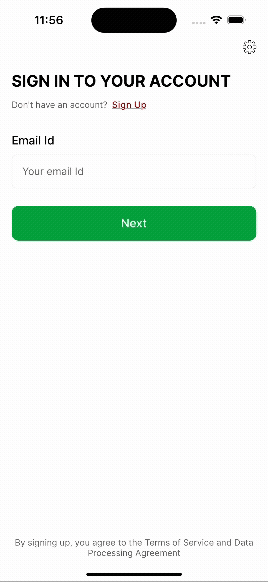 11:56
SIGN IN TO YOUR ACCOUNT
Don't have an account? Sign Up
Email Id
Your email Id
Next
By signing up, you agree to the Terms of Service and Data
Processing Agreement